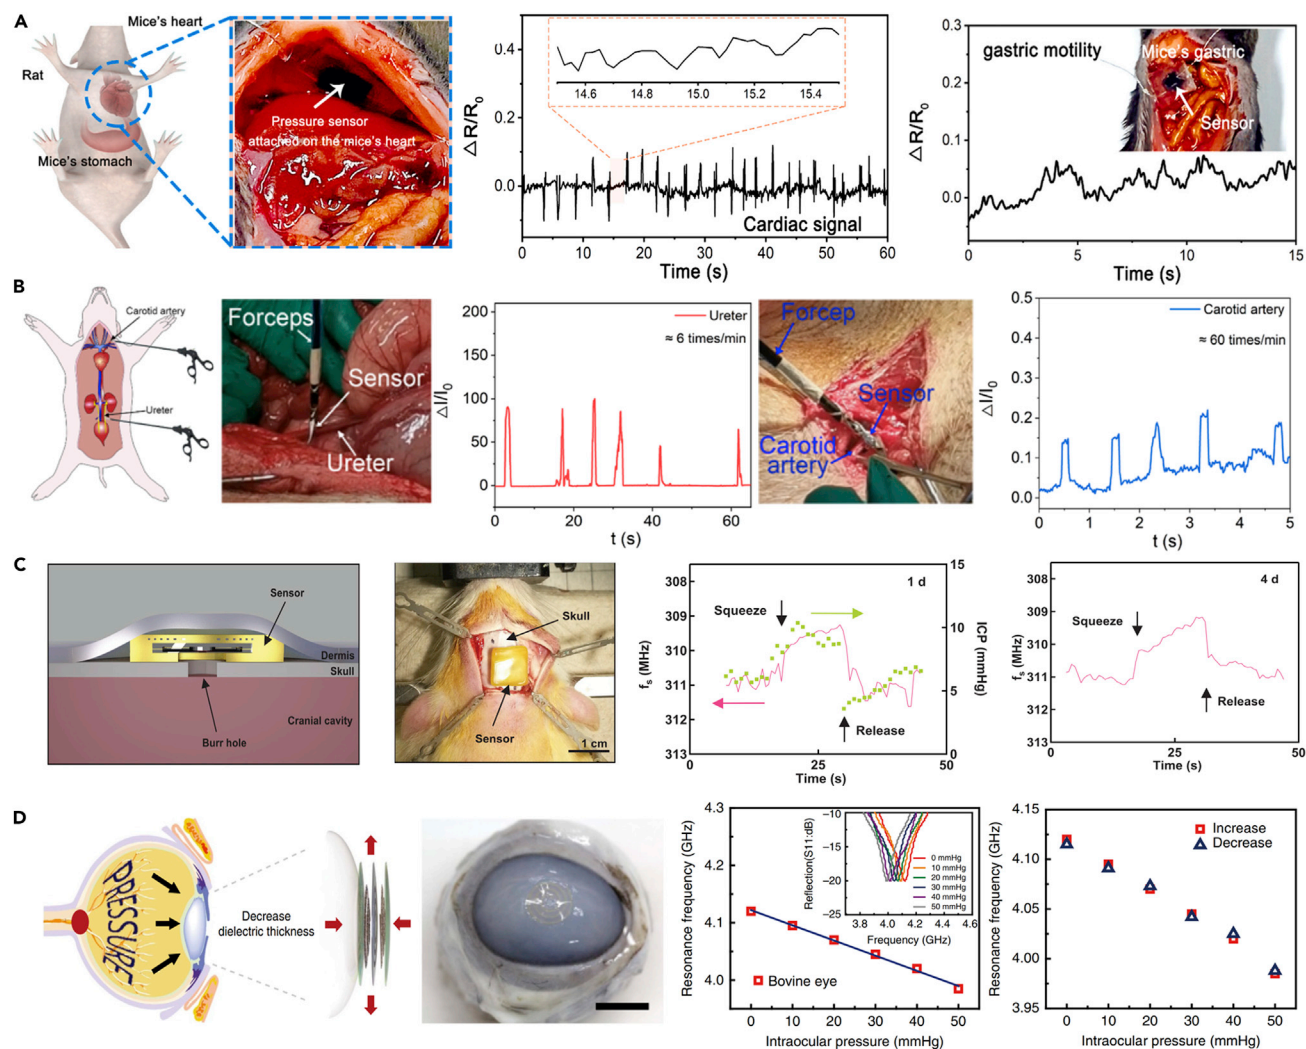 A
Mice's heart
Rat
Mice's stomach
Pressure sensor
attached on the mice's heart
△R/R0
0.4
0.2
0.0
14.6
14.8
15.0
15.2
15.4
Cardiac signal
0
10
20
30
40
50
60
Time (s)
△R/R0
0.3
0.2
0.1
0.0
gastric motility
Mice's gastric
Sensor
0
5
10
15
Time (s)
B
Carotid artery
Ureter
Forceps
Sensor
Ureter
△I/I0
200
150
100
50
0
Ureter
≈ 6 times/min
0
20
40
60
t (s)
Forcep
Sensor
Carotid
artery
△I/I0
0.5
0.4
0.3
0.2
0.1
0.0
Carotid artery
≈ 60 times/min
0
1
2
3
4
5
t (s)
C
Sensor
Dermis
Skull
Cranial cavity
Burr hole
Skull
Sensor
1 cm
fs (MHz)
308
309
310
311
312
313
1 d
Squeeze
Release
15
10
5
0
ICP (mmHg)
0
25
50
Time (s)
fs (MHz)
308
309
310
311
312
313
4 d
Squeeze
Release
0
25
50
Time (s)
D
PRESSURE
Decrease
dielectric thickness
Resonance frequency (GHz)
4.3
4.2
4.1
4.0
Reflection(S11:dB)
−10
−15
−20
−25
0 mmHg
10 mmHg
20 mmHg
30 mmHg
40 mmHg
50 mmHg
3.8
4.0
4.2
4.4
4.6
Frequency (GHz)
Bovine eye
0
10
20
30
40
50
Intraocular pressure (mmHg)
Resonance frequency (GHz)
4.15
4.10
4.05
4.00
3.95
Increase
Decrease
0
10
20
30
40
50
Intraocular pressure (mmHg)